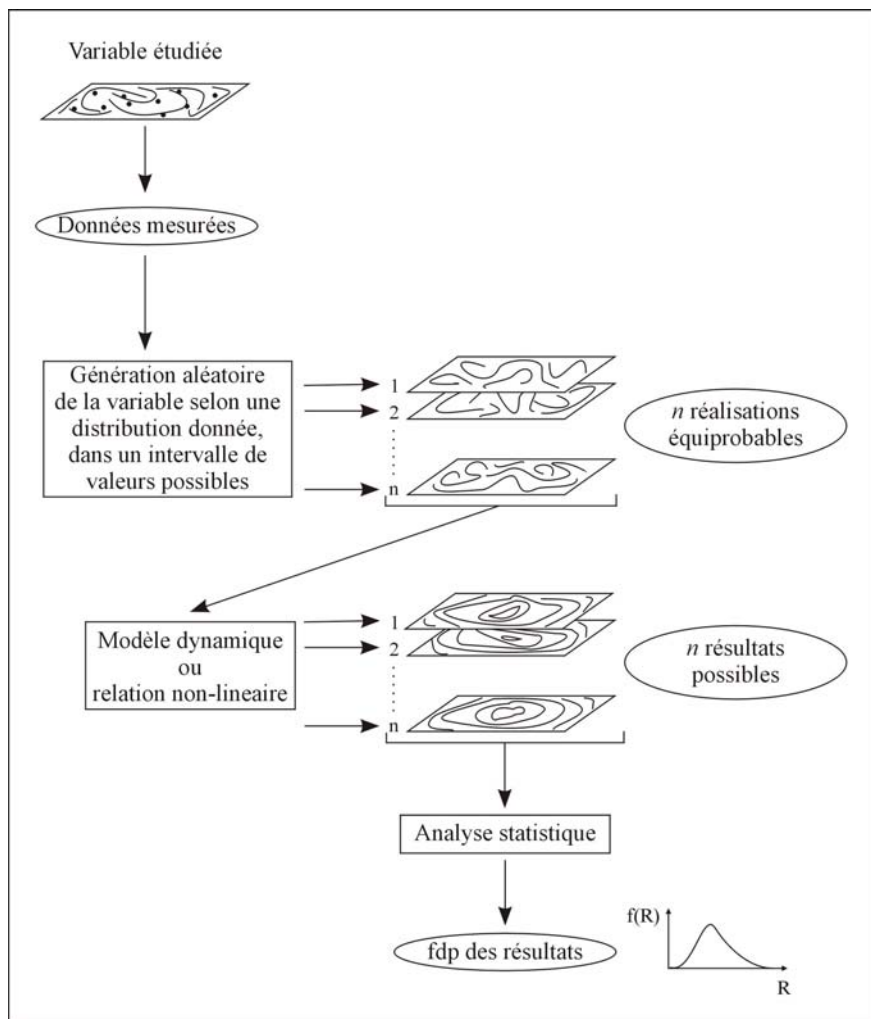 Variable étudiée
Données mesurées
Génération aléatoire
de la variable selon une
distribution donnée,
dans un intervalle de
valeurs possibles
1
2
n
n réalisations
équiprobables
Modèle dynamique
ou
relation non-lineaire
1
2
n
n résultats
possibles
Analyse statistique
fdp des résultats
f(R)
R